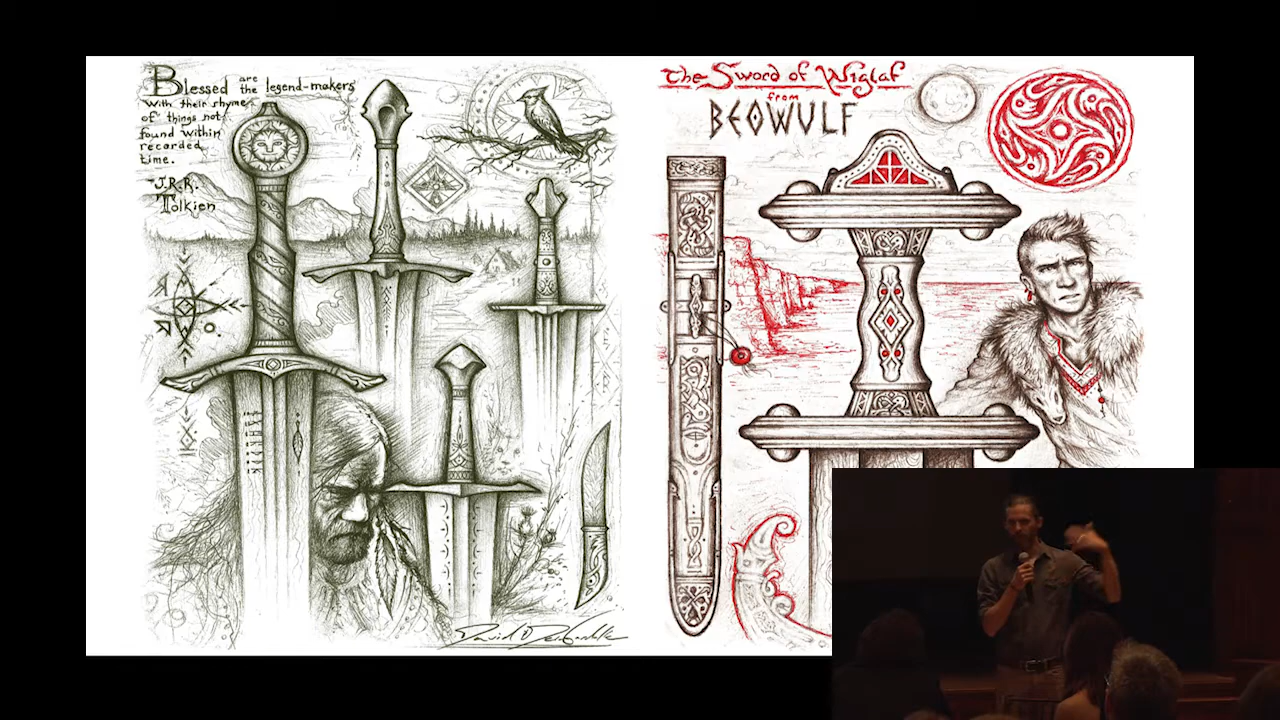 Blessed are the legend-makers
with their rhyme
of things not
found within
recorded
time.
J.R.R.
Tolkien
The Sword of Wiglaf
from
BEOWULF